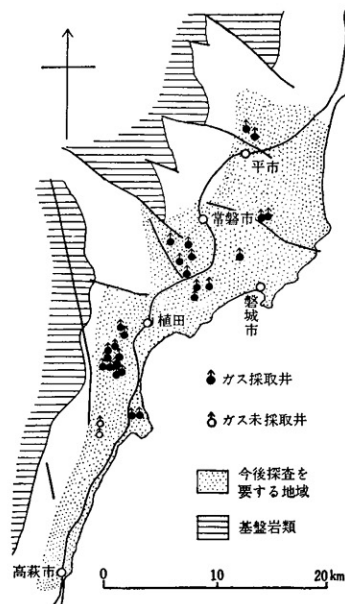 平市
常磐市
磐城市
植田
ガス採取井
ガス未採取井
今後探査を
要する地域
基盤岩類
高萩市
0 10 20km